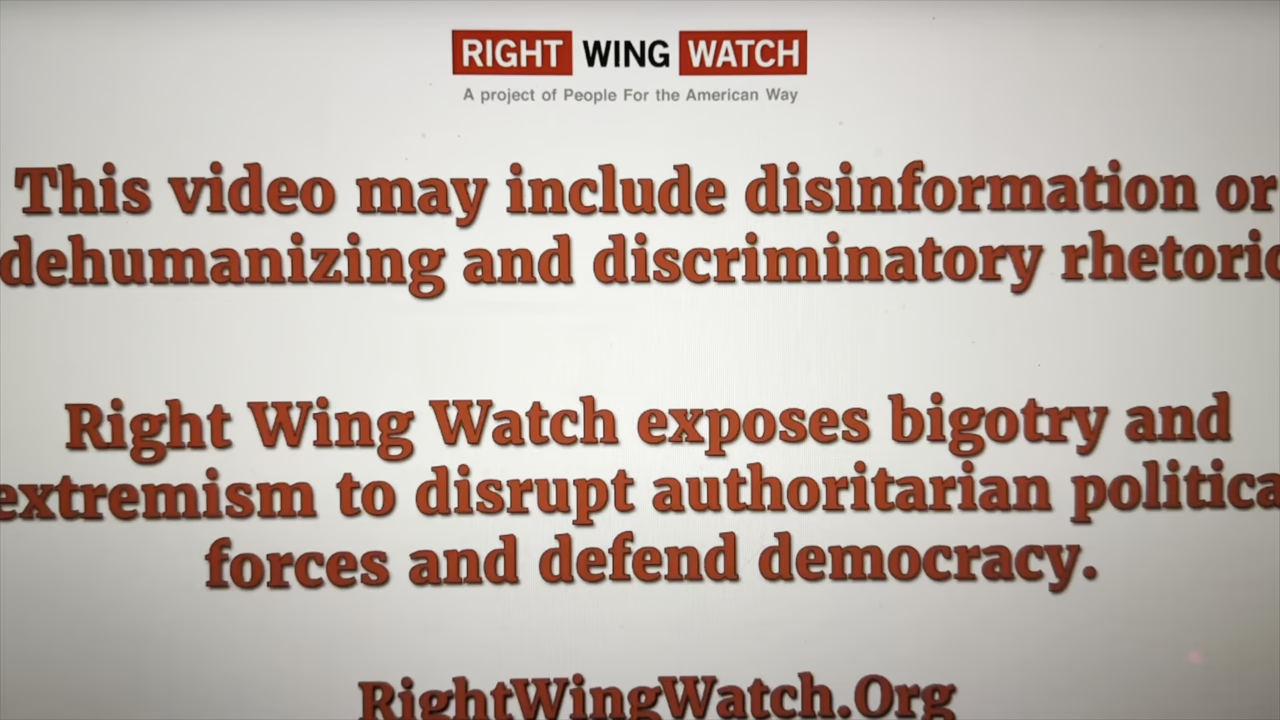 RIGHT WING WATCH
A project of People For the American Way
This video may include disinformation or
dehumanizing and discriminatory rhetoric
Right Wing Watch exposes bigotry and
extremism to disrupt authoritarian politica
forces and defend democracy.
RightWingWatch.Org